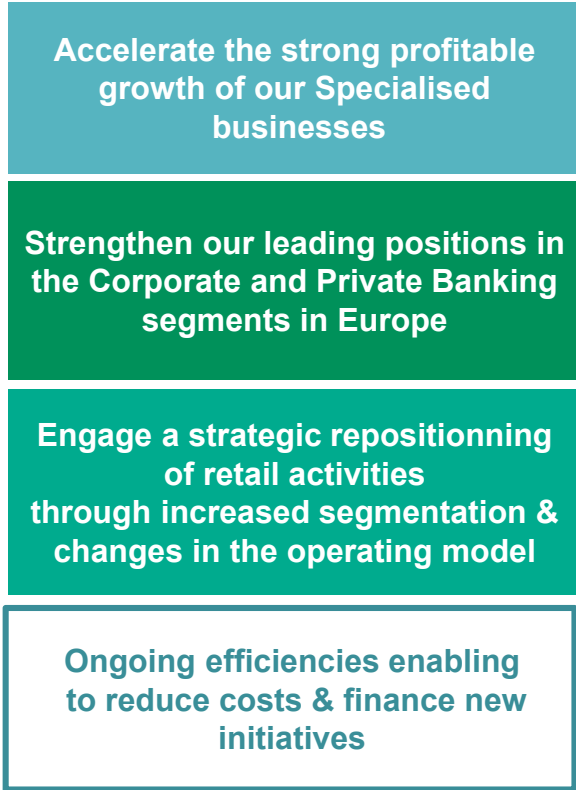 Accelerate the strong profitable
growth of our Specialised
businesses
Strengthen our leading positions in
the Corporate and Private Banking
segments in Europe
Engage a strategic repositionning
of retail activities
through increased segmentation &
changes in the operating model
Ongoing efficiencies enabling
to reduce costs & finance new
initiatives